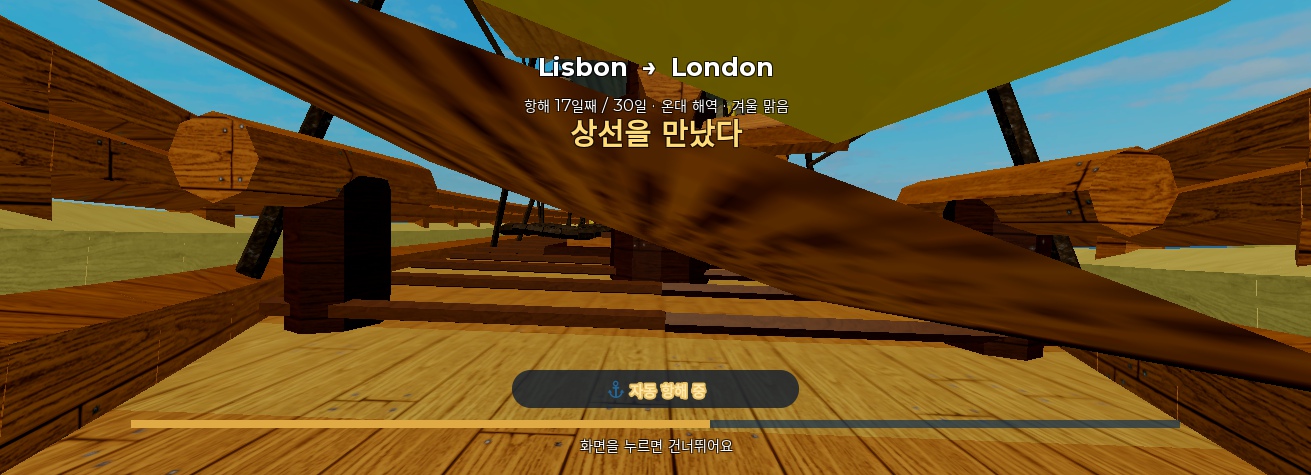 Lisbon → London
항해 17일째 / 30일 · 온대 해역 · 겨울 맑음
상선을 만났다
⚓ 자동 항해 중
화면을 누르면 건너뛰어요